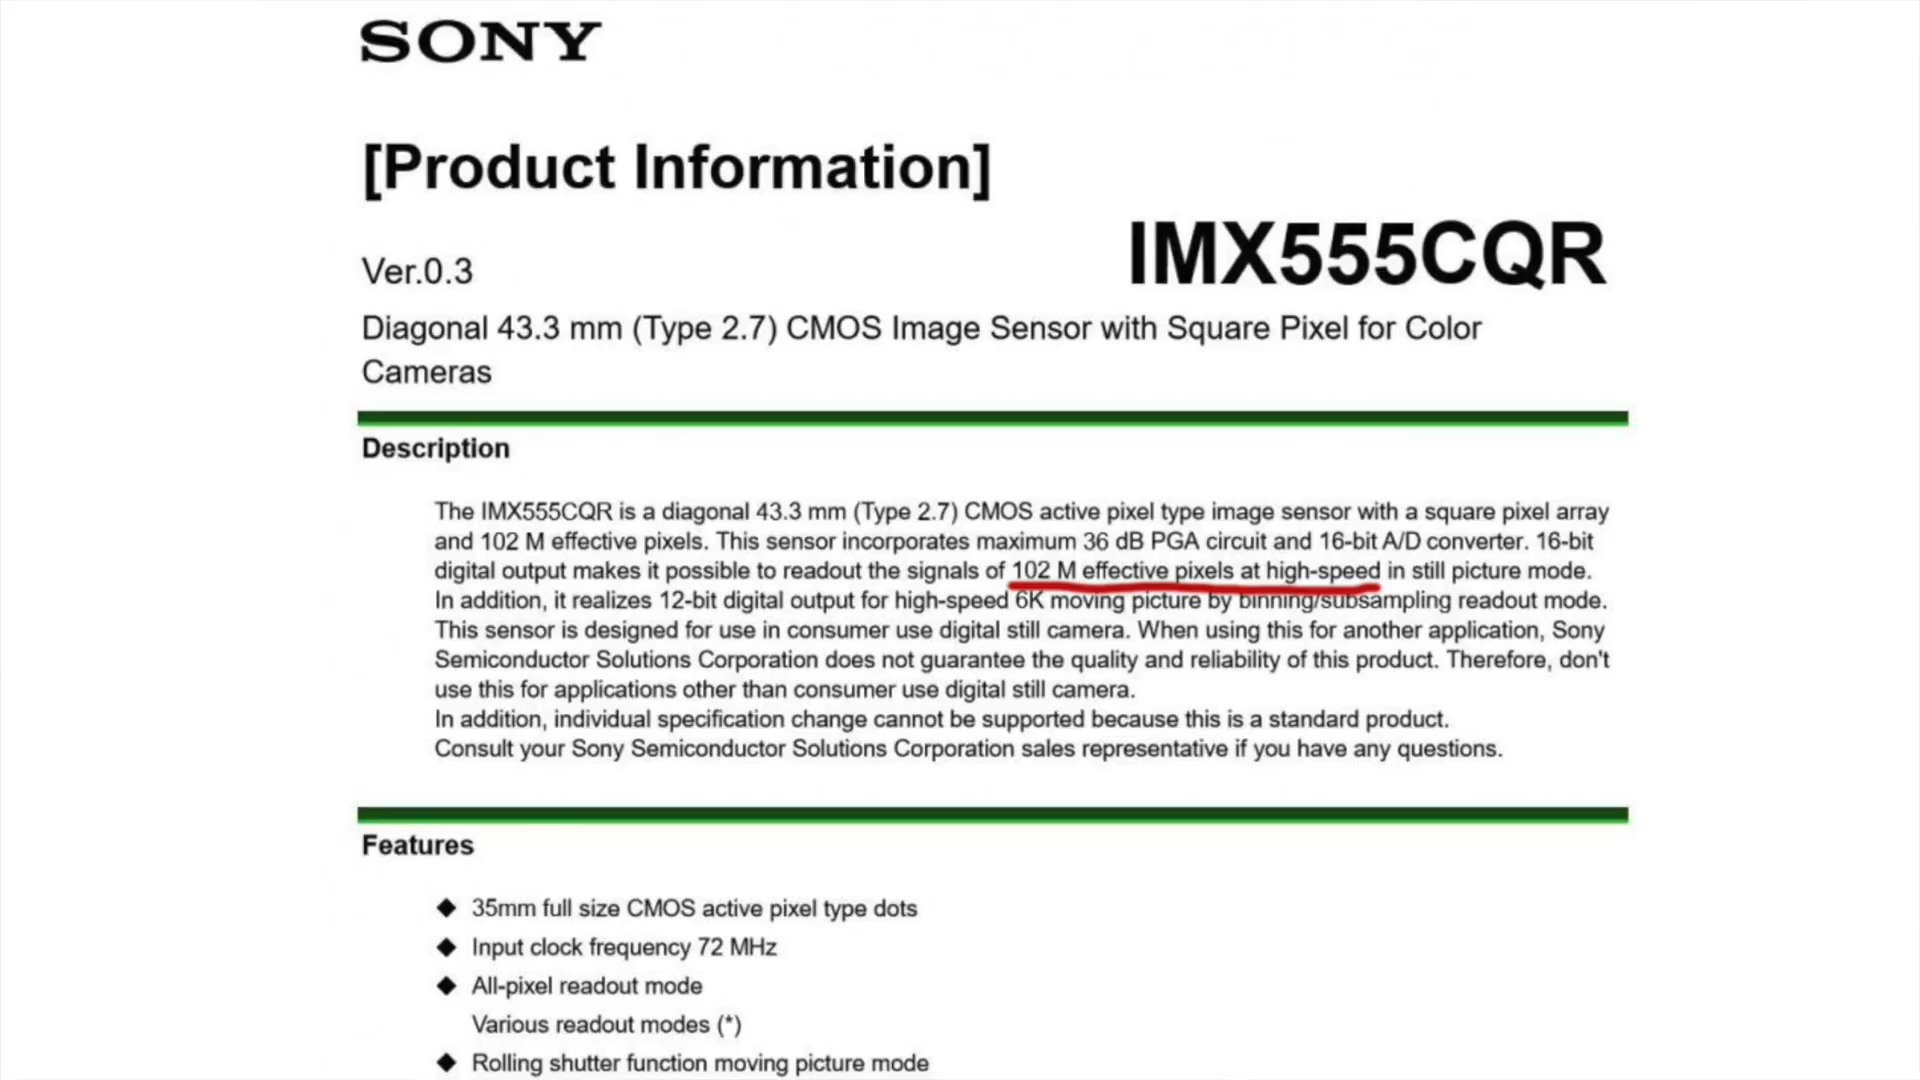 SONY
[Product Information]
IMX555CQR
Ver.0.3
Diagonal 43.3 mm (Type 2.7) CMOS Image Sensor with Square Pixel for Color
Cameras
Description
The IMX555CQR is a diagonal 43.3 mm (Type 2.7) CMOS active pixel type image sensor with a square pixel array
and 102 M effective pixels. This sensor incorporates maximum 36 dB PGA circuit and 16-bit A/D converter. 16-bit
digital output makes it possible to readout the signals of 102 M effective pixels at high-speed in still picture mode.
In addition, it realizes 12-bit digital output for high-speed 6K moving picture by binning/subsampling readout mode.
This sensor is designed for use in consumer use digital still camera. When using this for another application, Sony
Semiconductor Solutions Corporation does not guarantee the quality and reliability of this product. Therefore, don't
use this for applications other than consumer use digital still camera.
In addition, individual specification change cannot be supported because this is a standard product.
Consult your Sony Semiconductor Solutions Corporation sales representative if you have any questions.
Features
◆ 35mm full size CMOS active pixel type dots
◆ Input clock frequency 72 MHz
◆ All-pixel readout mode
Various readout modes (*)
◆ Rolling shutter function moving picture mode